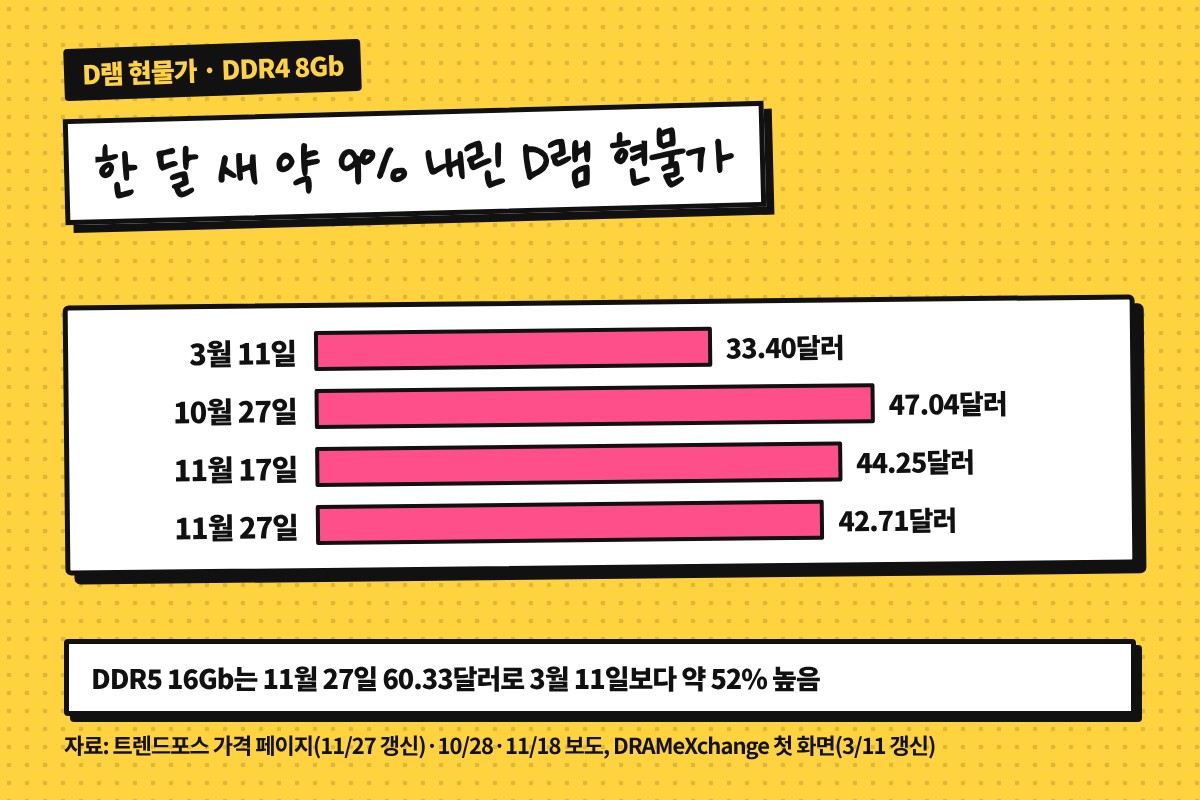 D램 현물가 · DDR4 8Gb
한 달 새 약 9% 내린 D램 현물가
3월 11일 33.40달러
10월 27일 47.04달러
11월 17일 44.25달러
11월 27일 42.71달러
DDR5 16Gb는 11월 27일 60.33달러로 3월 11일보다 약 52% 높음
자료: 트렌드포스 가격 페이지(11/27 갱신)·10/28·11/18 보도, DRAMeXchange 첫 화면(3/11 갱신)